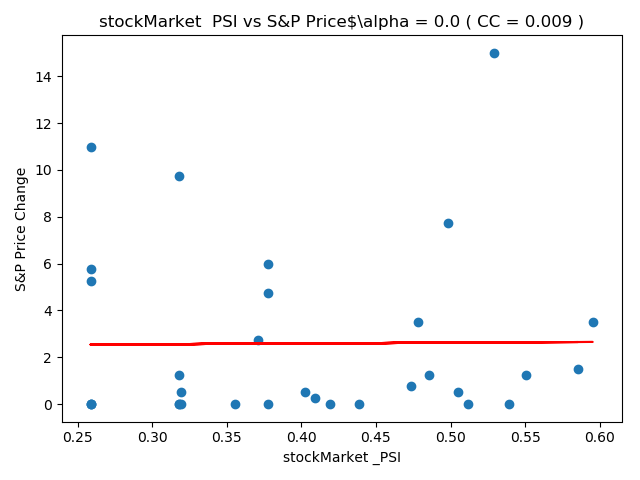 stockMarket  PSI vs S&P Price$\alpha = 0.0 ( CC = 0.009 )
S&P Price Change
14
12
10
8
6
4
2
0
0.25 0.30 0.35 0.40 0.45 0.50 0.55 0.60
stockMarket _PSI